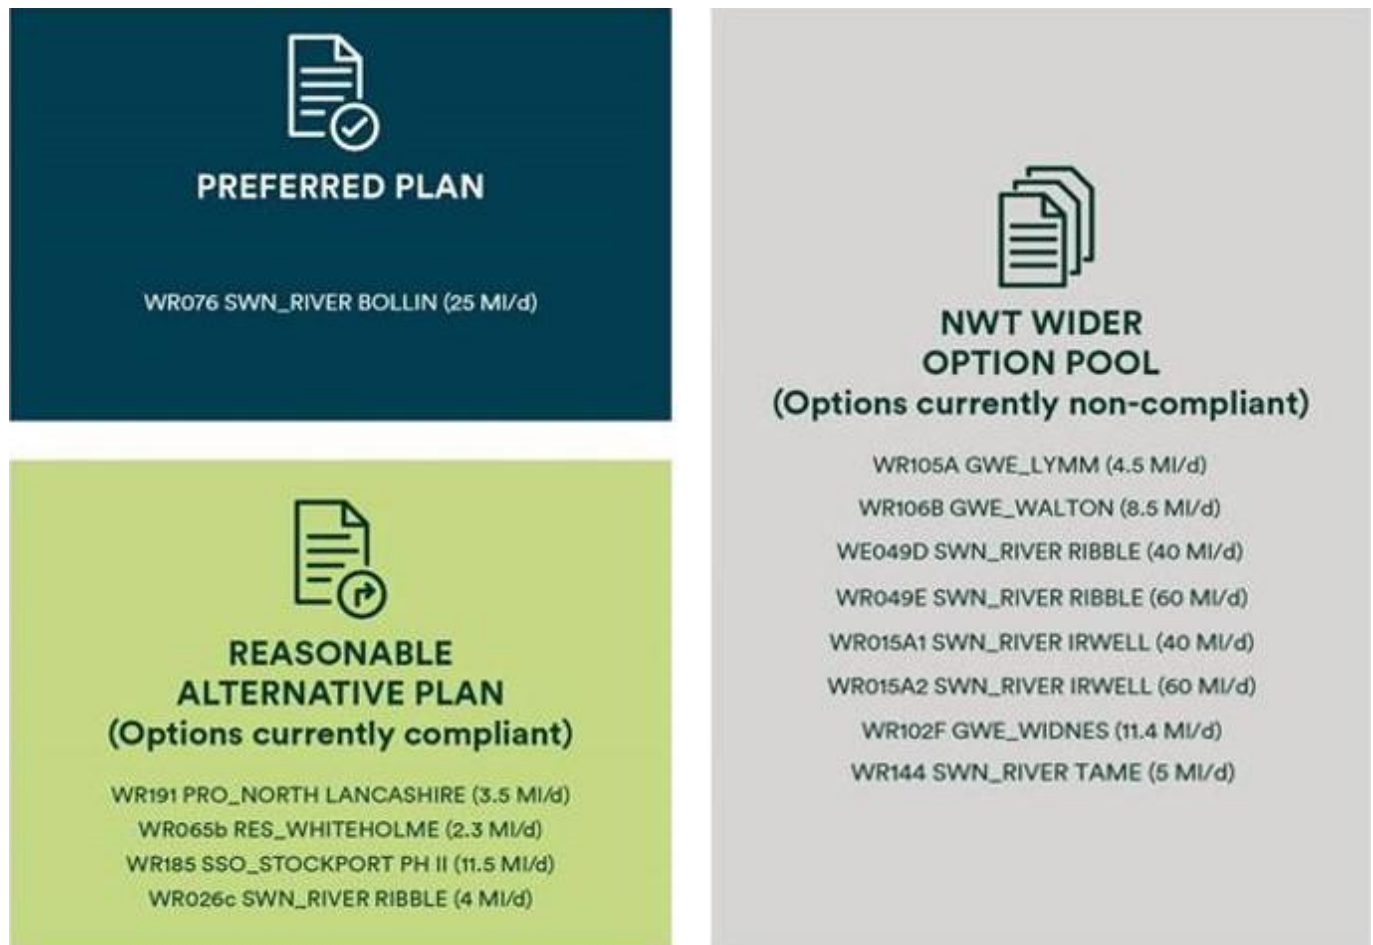 PREFERRED PLAN
WR076 SWN_RIVER BOLLIN (25 Ml/d)
REASONABLE
ALTERNATIVE PLAN
(Options currently compliant)
WR191 PRO_NORTH LANCASHIRE (3.5 Ml/d)
WR065b RES_WHITEHOLME (2.3 Ml/d)
WR185 SSO_STOCKPORT PH II (11.5 Ml/d)
WR026c SWN_RIVER RIBBLE (4 Ml/d)
NWT WIDER
OPTION POOL
(Options currently non-compliant)
WR105A GWE_LYMM (4.5 Ml/d)
WR106B GWE_WALTON (8.5 Ml/d)
WE049D SWN_RIVER RIBBLE (40 Ml/d)
WR049E SWN_RIVER RIBBLE (60 Ml/d)
WR015A1 SWN_RIVER IRWELL (40 Ml/d)
WR015A2 SWN_RIVER IRWELL (60 Ml/d)
WR102F GWE_WIDNES (11.4 Ml/d)
WR144 SWN_RIVER TAME (5 Ml/d)